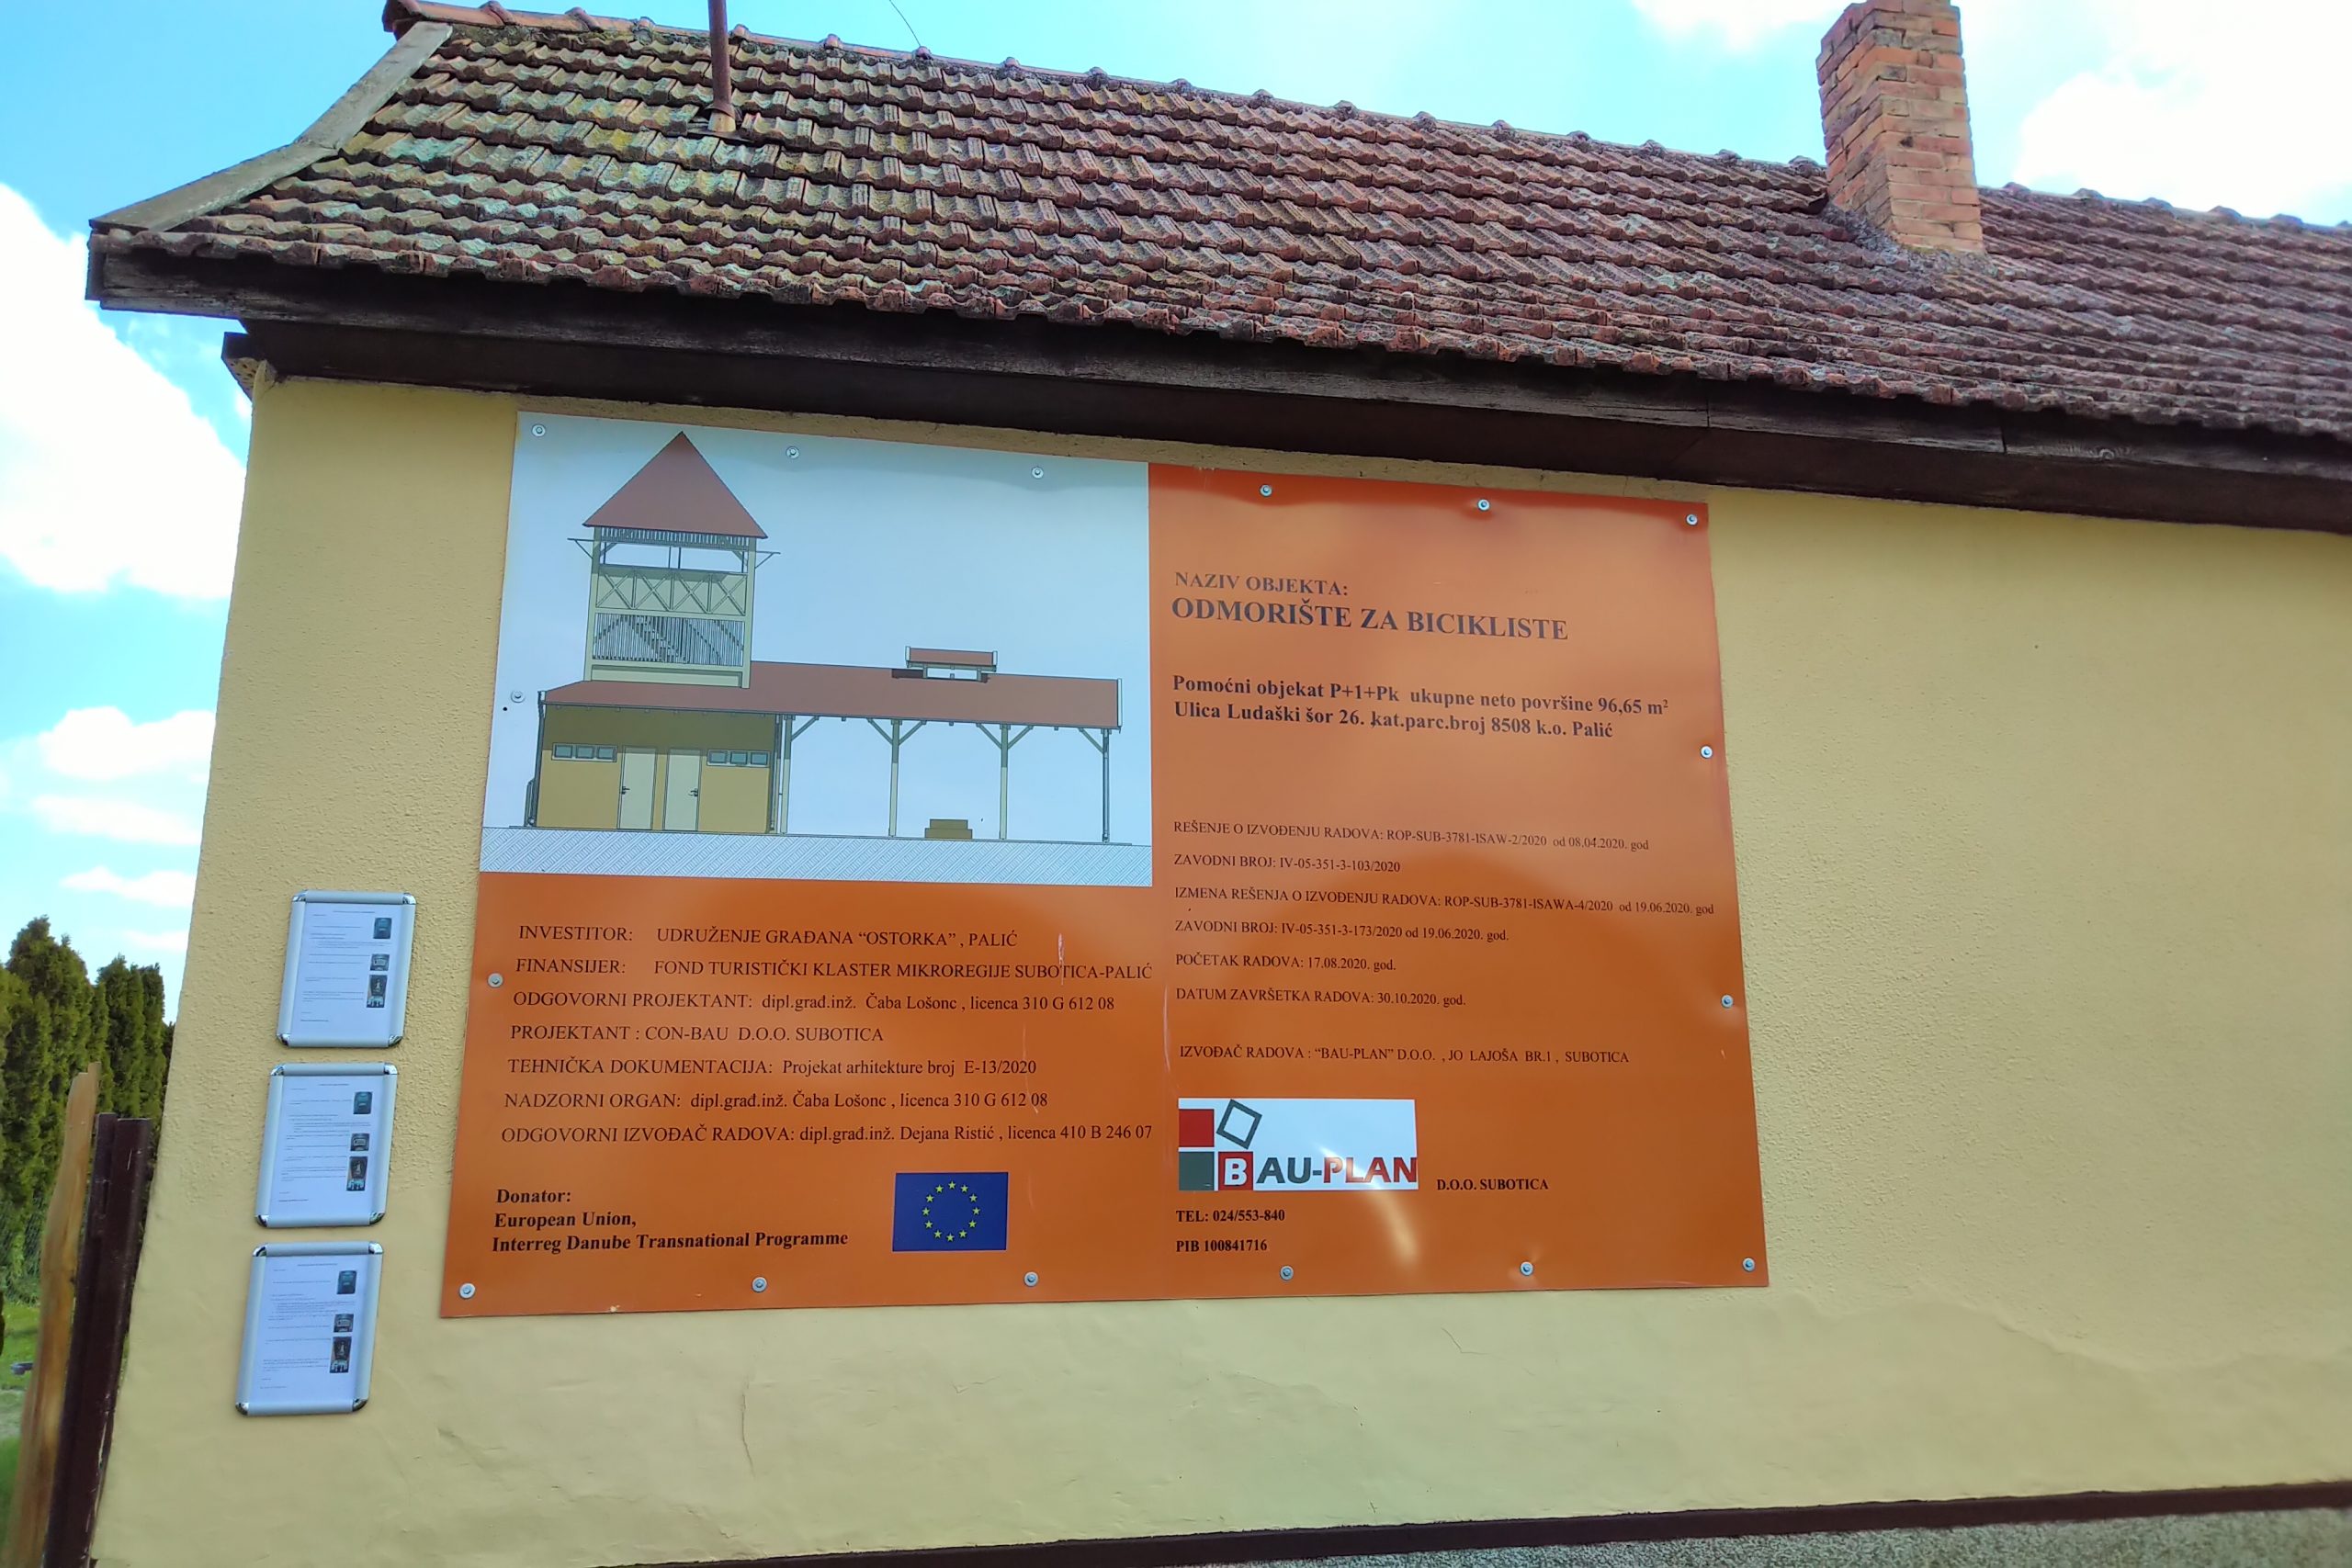 NAZIV OBJEKTA:
ODMORIŠTE ZA BICIKLISTE
Pomoćni objekat P+1+Pk ukupne neto površine 96,65 m²
Ulica Ludaški šor 26. kat.parc.broj 8508 k.o. Palić
REŠENJE O IZVOĐENJU RADOVA: ROP-SUB-3781-ISAW-2/2020 od 08.04.2020. god
ZAVODNI BROJ: IV-05-351-3-103/2020
IZMENA REŠENJA O IZVOĐENJU RADOVA: ROP-SUB-3781-ISAWA-4/2020 od 19.06.2020. god
ZAVODNI BROJ: IV-05-351-3-173/2020 od 19.06.2020. god.
POČETAK RADOVA: 17.08.2020. god.
DATUM ZAVRŠETKA RADOVA: 30.10.2020. god.
IZVOĐAČ RADOVA : “BAU-PLAN” D.O.O. , JO LAJOŠA BR.1 , SUBOTICA
BAU-PLAN
D.O.O. SUBOTICA
TEL: 024/553-840
PIB 100841716
INVESTITOR: UDRUŽENJE GRAĐANA “OSTORKA” , PALIĆ
FINANSIJER: FOND TURISTIČKI KLASTER MIKROREGIJE SUBOTICA-PALIĆ
ODGOVORNI PROJEKTANT: dipl.građ.inž. Čaba Lošonc , licenca 310 G 612 08
PROJEKTANT : CON-BAU D.O.O. SUBOTICA
TEHNIČKA DOKUMENTACIJA: Projekat arhitekture broj E-13/2020
NADZORNI ORGAN: dipl.građ.inž. Čaba Lošonc , licenca 310 G 612 08
ODGOVORNI IZVOĐAČ RADOVA: dipl.građ.inž. Dejana Ristić , licenca 410 B 246 07
Donator:
European Union,
Interreg Danube Transnational Programme